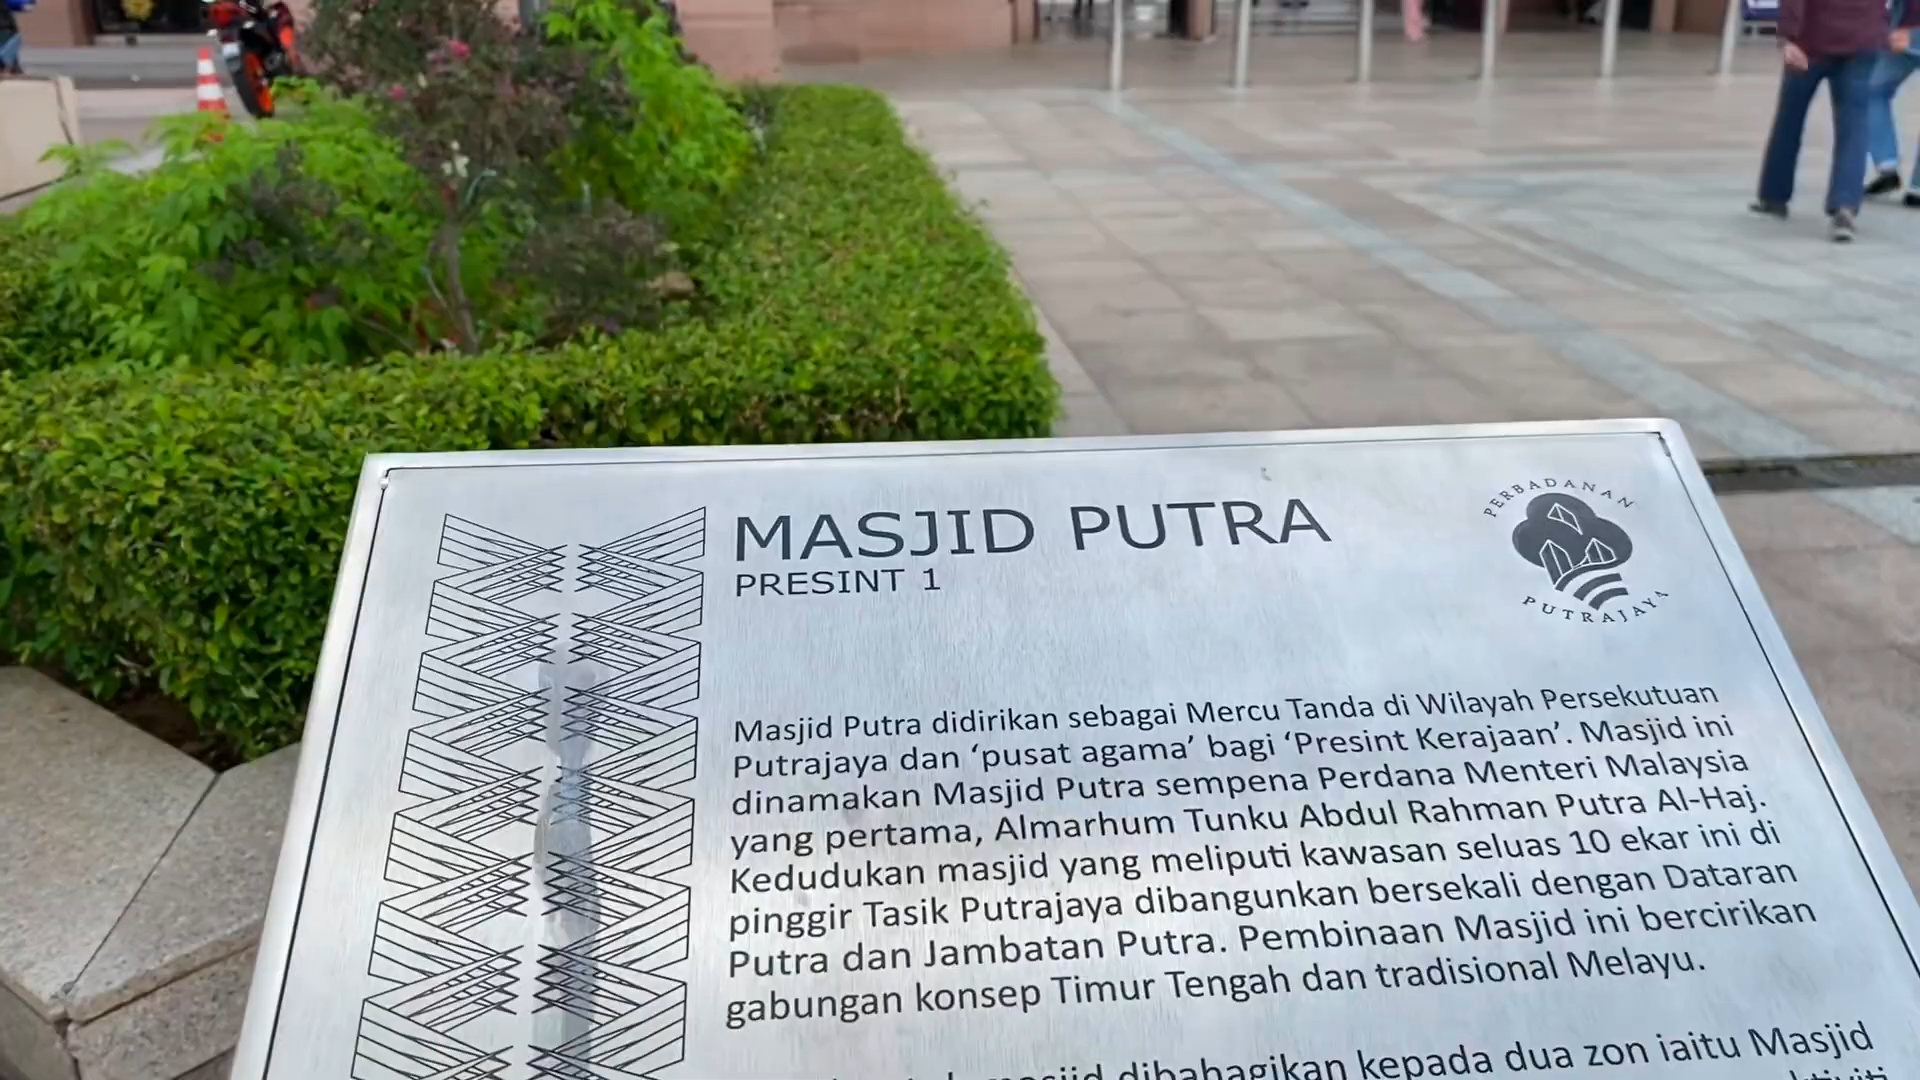 MASJID PUTRA
PRESINT 1
PERBADANAN
PUTRAJAYA
Masjid Putra didirikan sebagai Mercu Tanda di Wilayah Persekutuan
Putrajaya dan ‘pusat agama’ bagi ‘Presint Kerajaan’. Masjid ini
dinamakan Masjid Putra sempena Perdana Menteri Malaysia
yang pertama, Almarhum Tunku Abdul Rahman Putra Al-Haj.
Kedudukan masjid yang meliputi kawasan seluas 10 ekar ini di
pinggir Tasik Putrajaya dibangunkan bersekali dengan Dataran
Putra dan Jambatan Putra. Pembinaan Masjid ini bercirikan
gabungan konsep Timur Tengah dan tradisional Melayu.
dibahagikan kepada dua zon iaitu Masjid